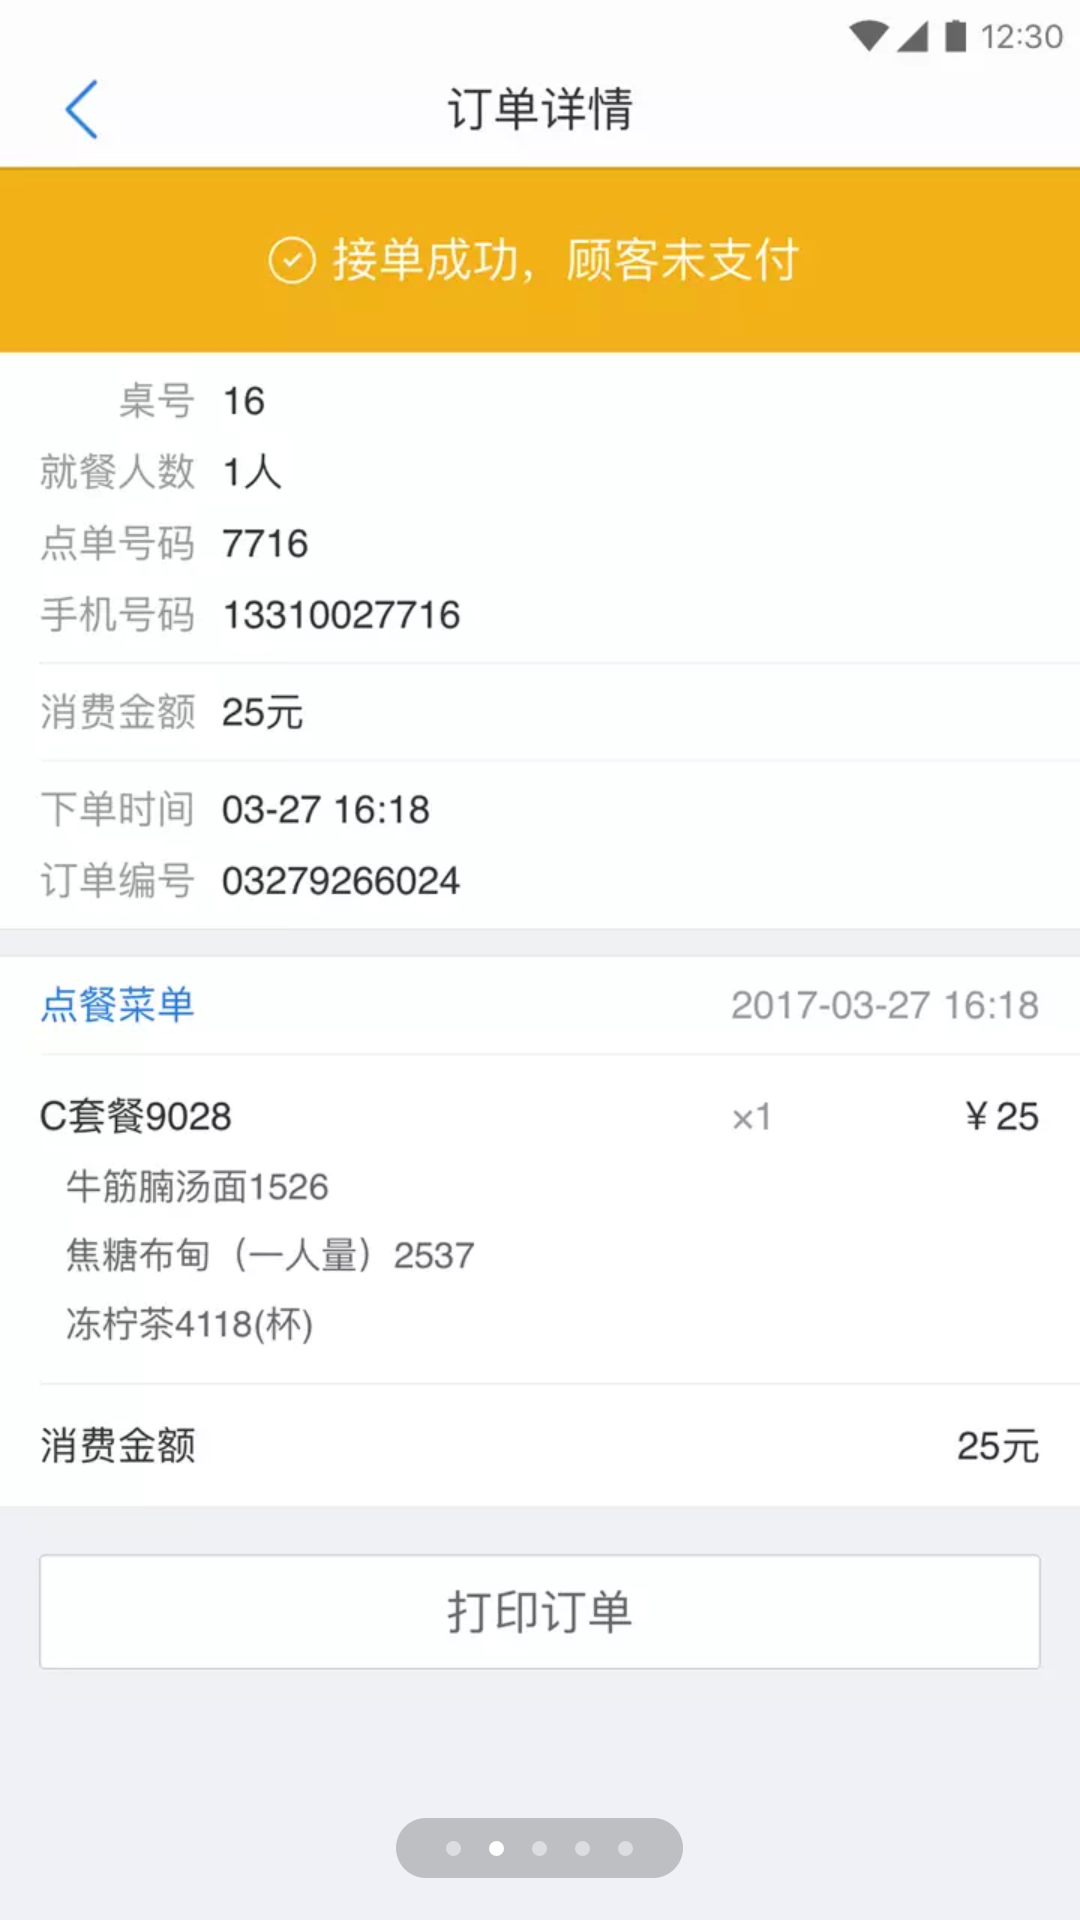 12:30
订单详情
接单成功，顾客未支付
桌号 16
就餐人数 1人
点单号码 7716
手机号码 13310027716
消费金额 25元
下单时间 03-27 16:18
订单编号 03279266024
点餐菜单 2017-03-27 16:18
C套餐9028 ×1 ¥25
牛筋腩汤面1526
焦糖布甸（一人量）2537
冻柠茶4118(杯)
消费金额 25元
打印订单